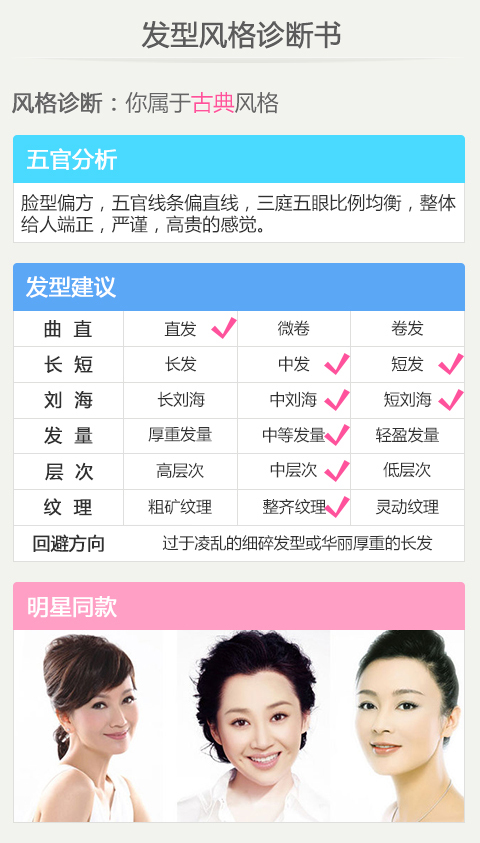 发型风格诊断书
风格诊断：你属于古典风格
五官分析
脸型偏方，五官线条偏直线，三庭五眼比例均衡，整体
给人端正，严谨，高贵的感觉。
发型建议
曲 直 直发 微卷 卷发
长 短 长发 中发 短发
刘 海 长刘海 中刘海 短刘海
发 量 厚重发量 中等发量 轻盈发量
层 次 高层次 中层次 低层次
纹 理 粗矿纹理 整齐纹理 灵动纹理
回避方向 过于凌乱的细碎发型或华丽厚重的长发
明星同款